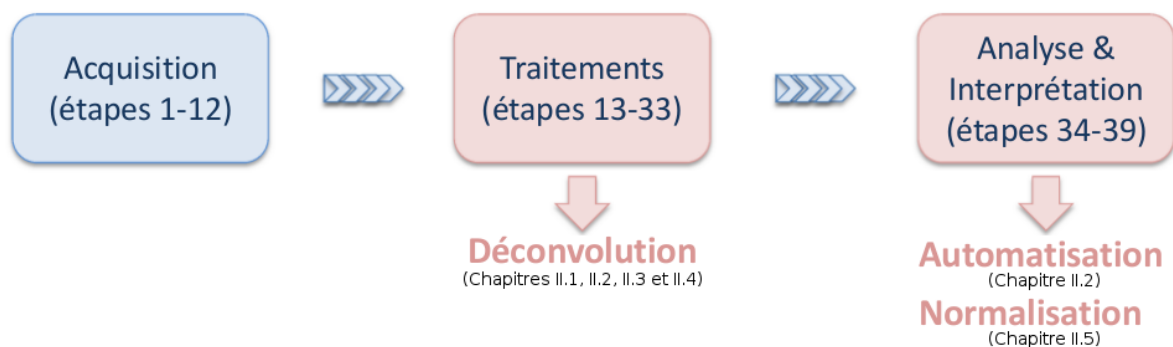 Acquisition
(étapes 1-12)
Traitements
(étapes 13-33)
Analyse &
Interprétation
(étapes 34-39)
Déconvolution
(Chapitres II.1, II.2, II.3 et II.4)
Automatisation
(Chapitre II.2)
Normalisation
(Chapitre II.5)